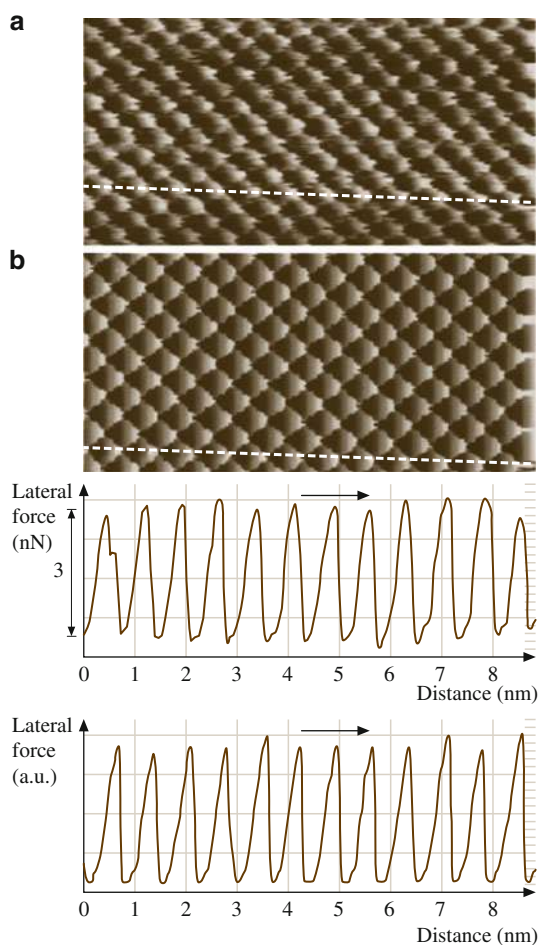 a
b
Lateral
force
(nN)
3
0 1 2 3 4 5 6 7 8
Distance (nm)
Lateral
force
(a.u.)
0 1 2 3 4 5 6 7 8
Distance (nm)